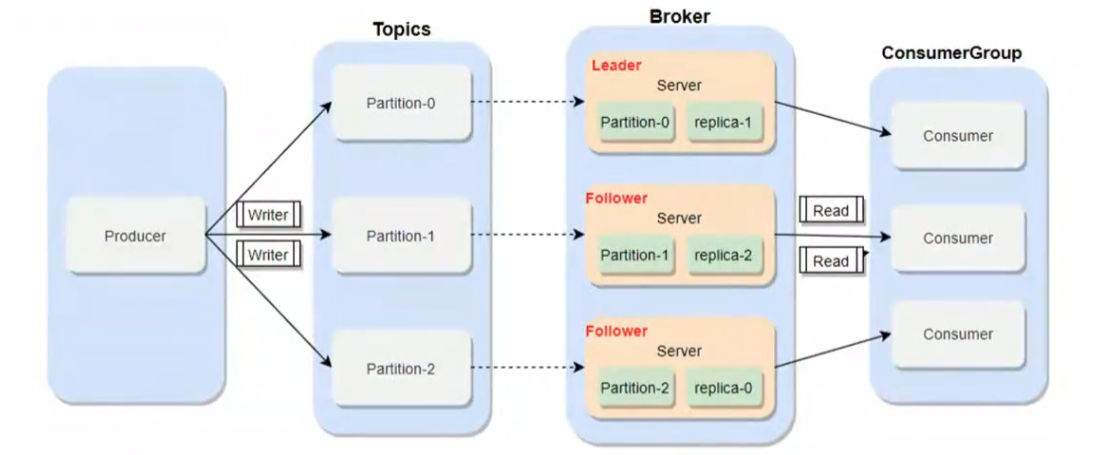 Producer
Writer
Writer
Topics
Partition-0
Partition-1
Partition-2
Broker
Leader
Server
Partition-0 replica-1
Follower
Server
Partition-1 replica-2
Follower
Server
Partition-2 replica-0
Read
Read
ConsumerGroup
Consumer
Consumer
Consumer